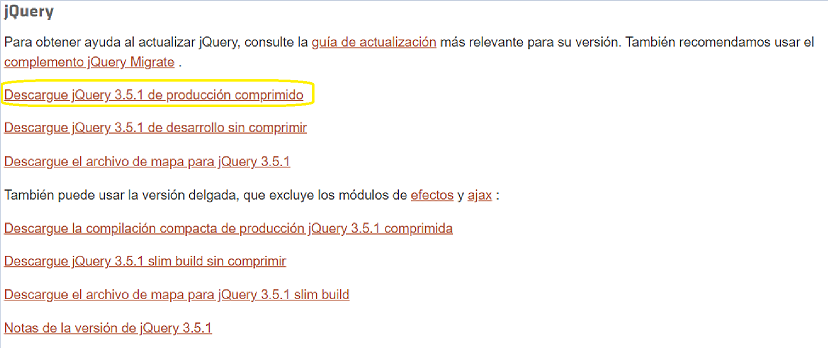 jQuery
Para obtener ayuda al actualizar jQuery, consulte la guía de actualización más relevante para su versión. También recomendamos usar el
complemento jQuery Migrate .
Descargue jQuery 3.5.1 de producción comprimido
Descargue jQuery 3.5.1 de desarrollo sin comprimir
Descargue el archivo de mapa para jQuery 3.5.1
También puede usar la versión delgada, que excluye los módulos de efectos y ajax :
Descargue la compilación compacta de producción jQuery 3.5.1 comprimida
Descargue jQuery 3.5.1 slim build sin comprimir
Descargue el archivo de mapa para jQuery 3.5.1 slim build
Notas de la versión de jQuery 3.5.1